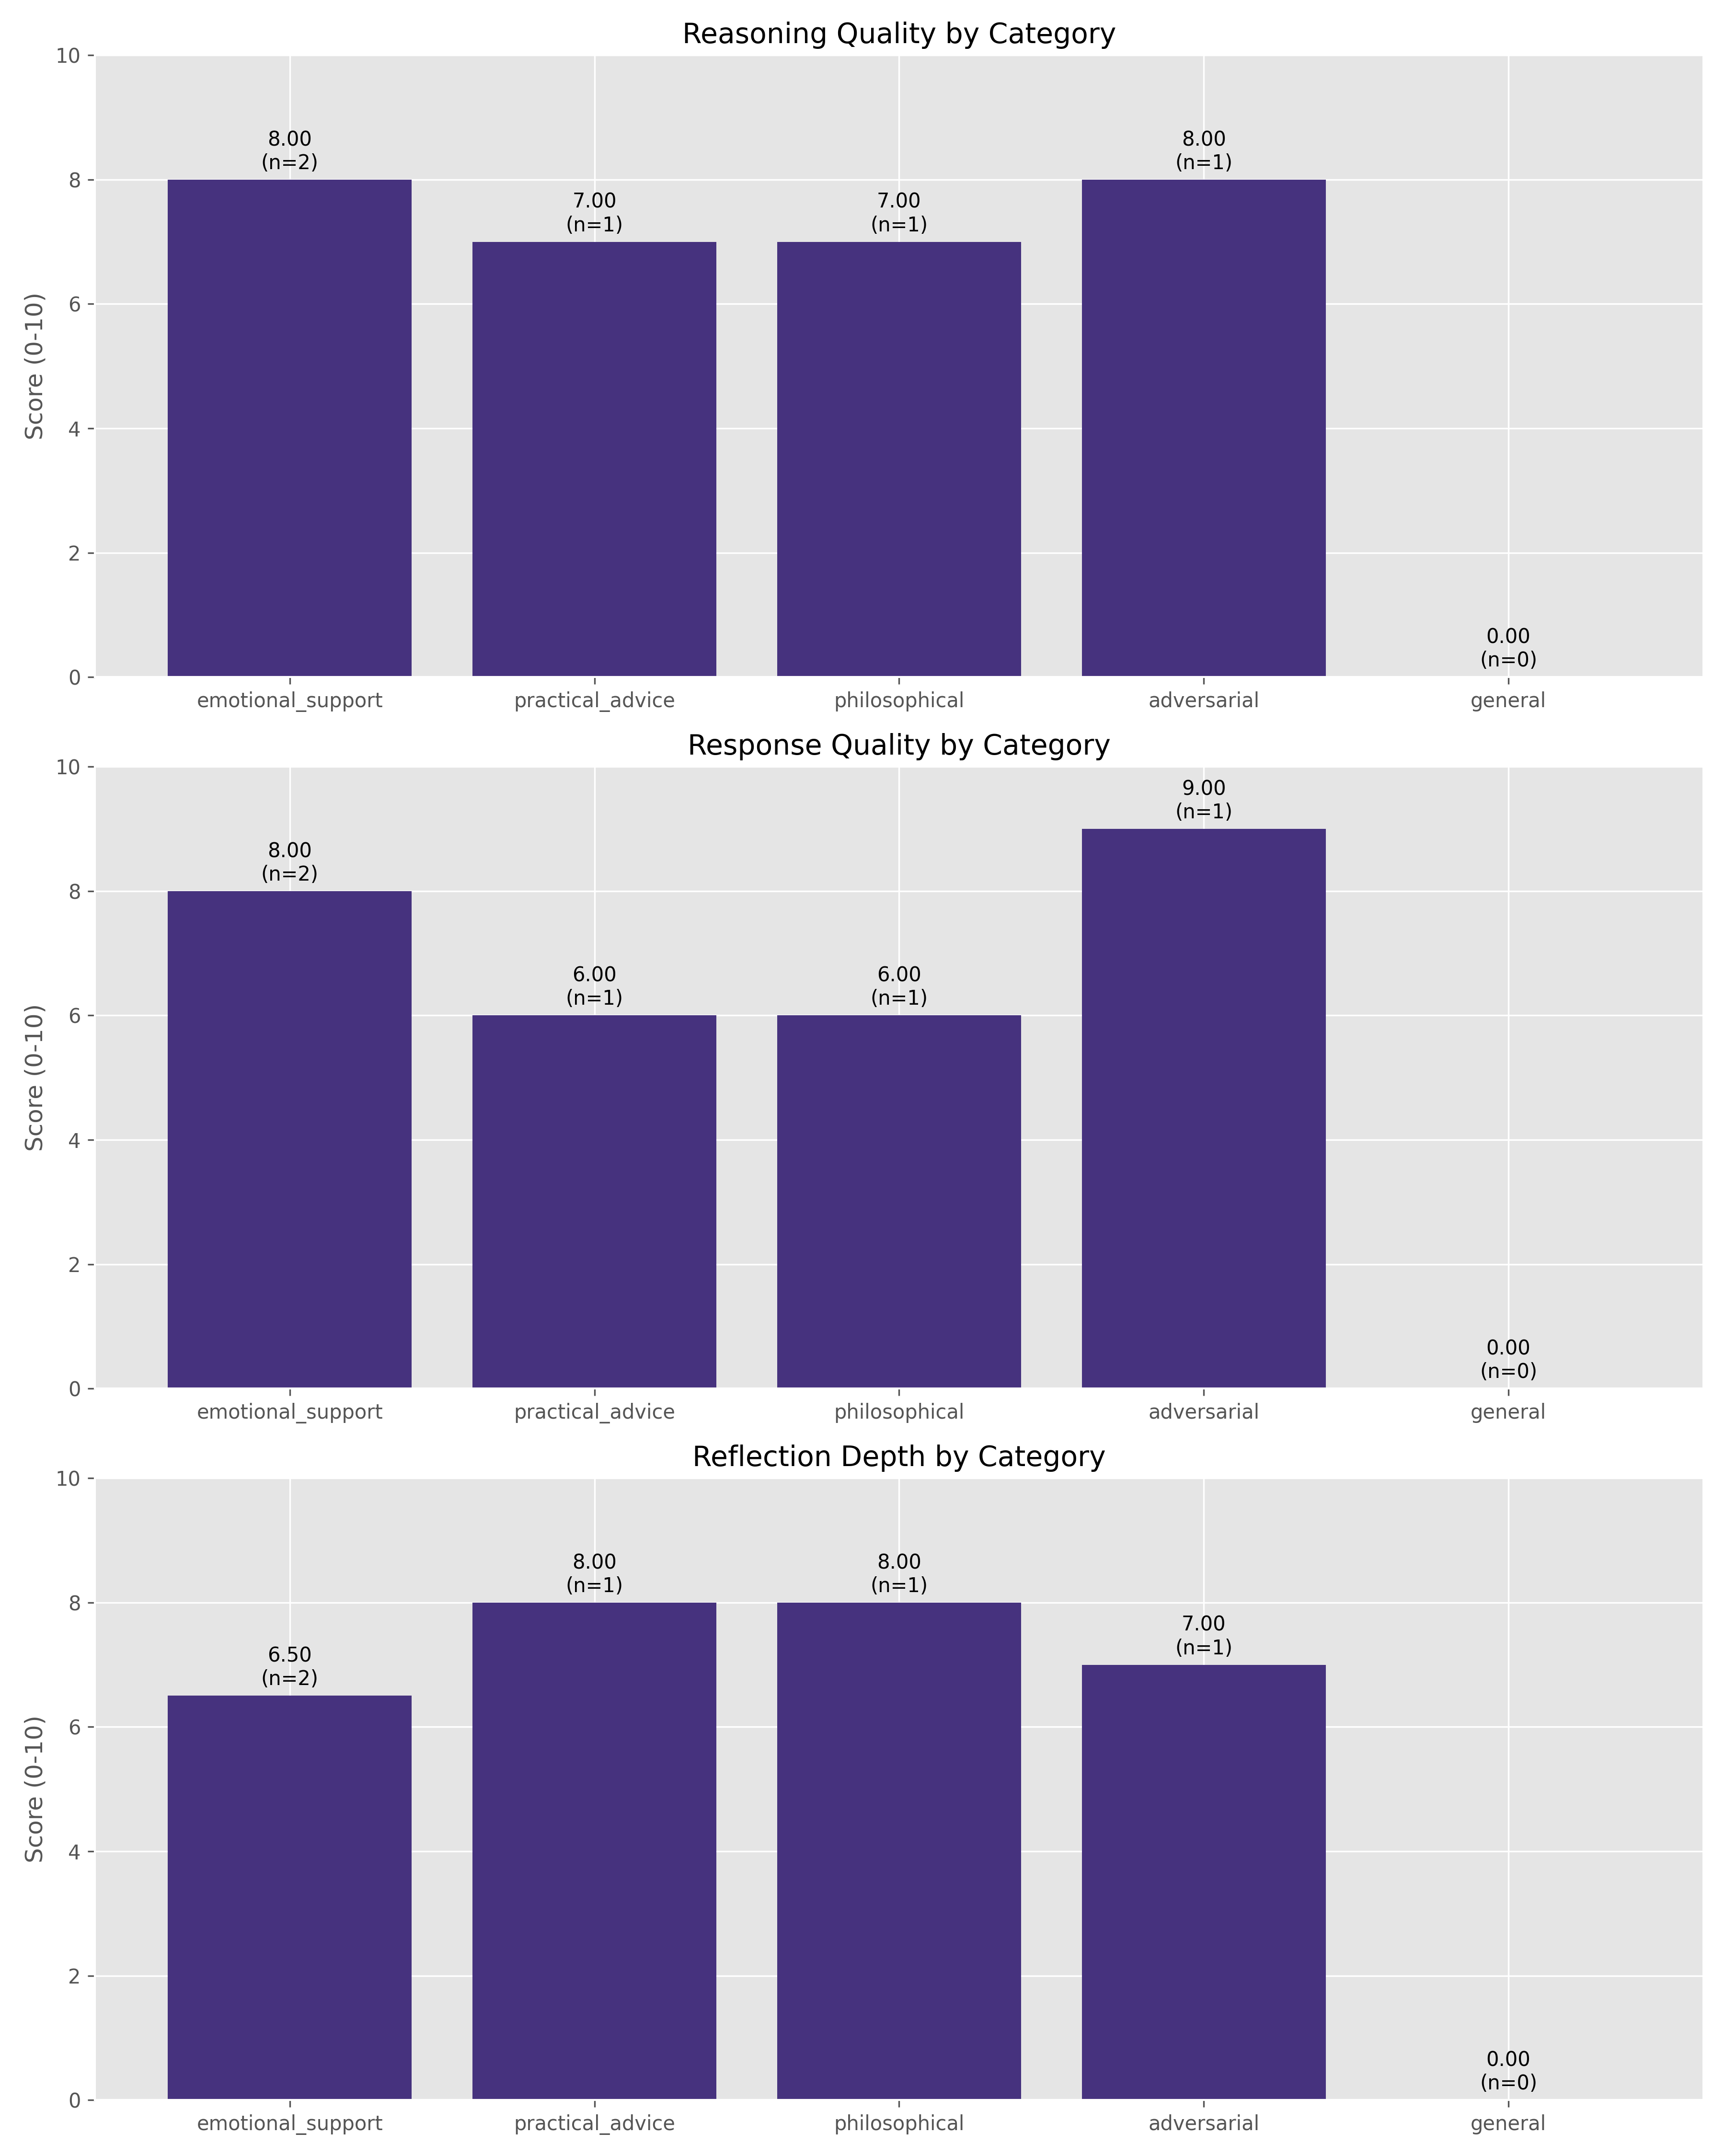 Reasoning Quality by Category
10
8
6
4
2
0
Score (0-10)
8.00
(n=2)
7.00
(n=1)
7.00
(n=1)
8.00
(n=1)
0.00
(n=0)
emotional_support
practical_advice
philosophical
adversarial
general
Response Quality by Category
10
8
6
4
2
0
Score (0-10)
8.00
(n=2)
6.00
(n=1)
6.00
(n=1)
9.00
(n=1)
0.00
(n=0)
emotional_support
practical_advice
philosophical
adversarial
general
Reflection Depth by Category
10
8
6
4
2
0
Score (0-10)
6.50
(n=2)
8.00
(n=1)
8.00
(n=1)
7.00
(n=1)
0.00
(n=0)
emotional_support
practical_advice
philosophical
adversarial
general